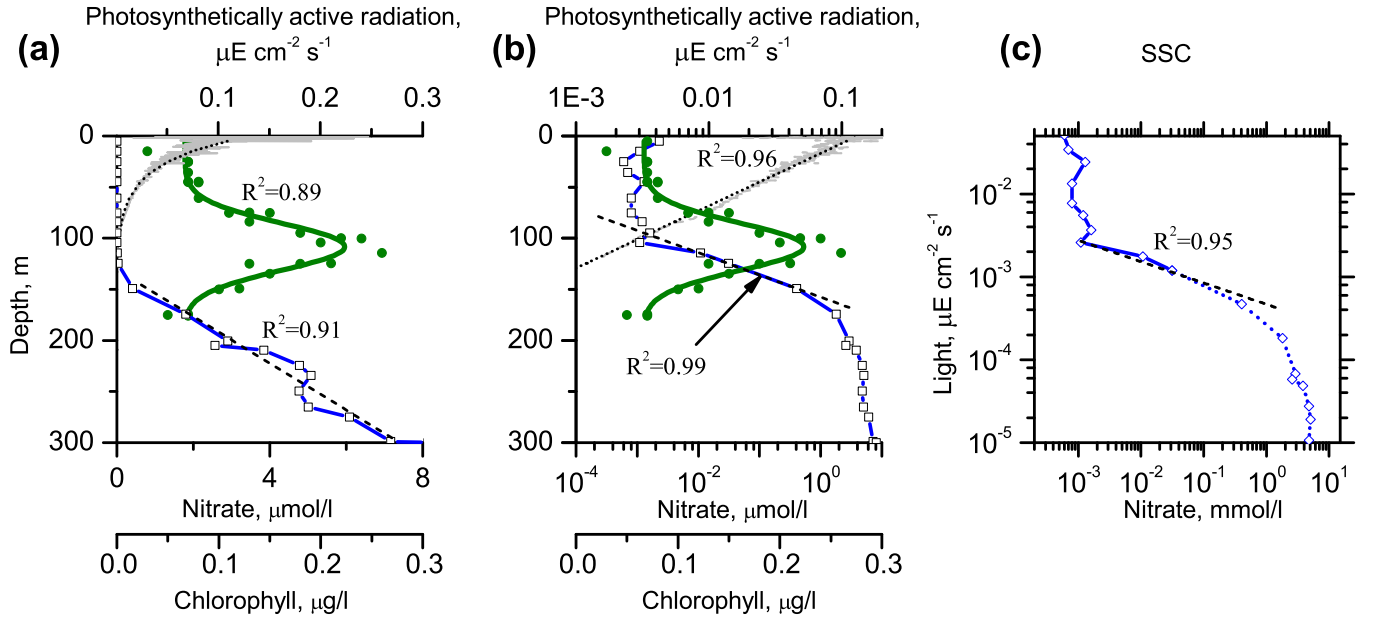 Photosynthetically active radiation,
(a) μE cm⁻² s⁻¹
0.1 0.2 0.3
0
100
200
300
Depth, m
R²=0.89
R²=0.91
0 4 8
Nitrate, μmol/l
0.0 0.1 0.2 0.3
Chlorophyll, μg/l
Photosynthetically active radiation,
(b) μE cm⁻² s⁻¹
1E-3 0.01 0.1
0
100
200
300
R²=0.96
R²=0.99
10⁻⁴ 10⁻² 10⁰
Nitrate, μmol/l
0.0 0.1 0.2 0.3
Chlorophyll, μg/l
(c) SSC
10⁻²
10⁻³
10⁻⁴
10⁻⁵
Light, μE cm⁻² s⁻¹
R²=0.95
10⁻³ 10⁻² 10⁻¹ 10⁰ 10¹
Nitrate, mmol/l